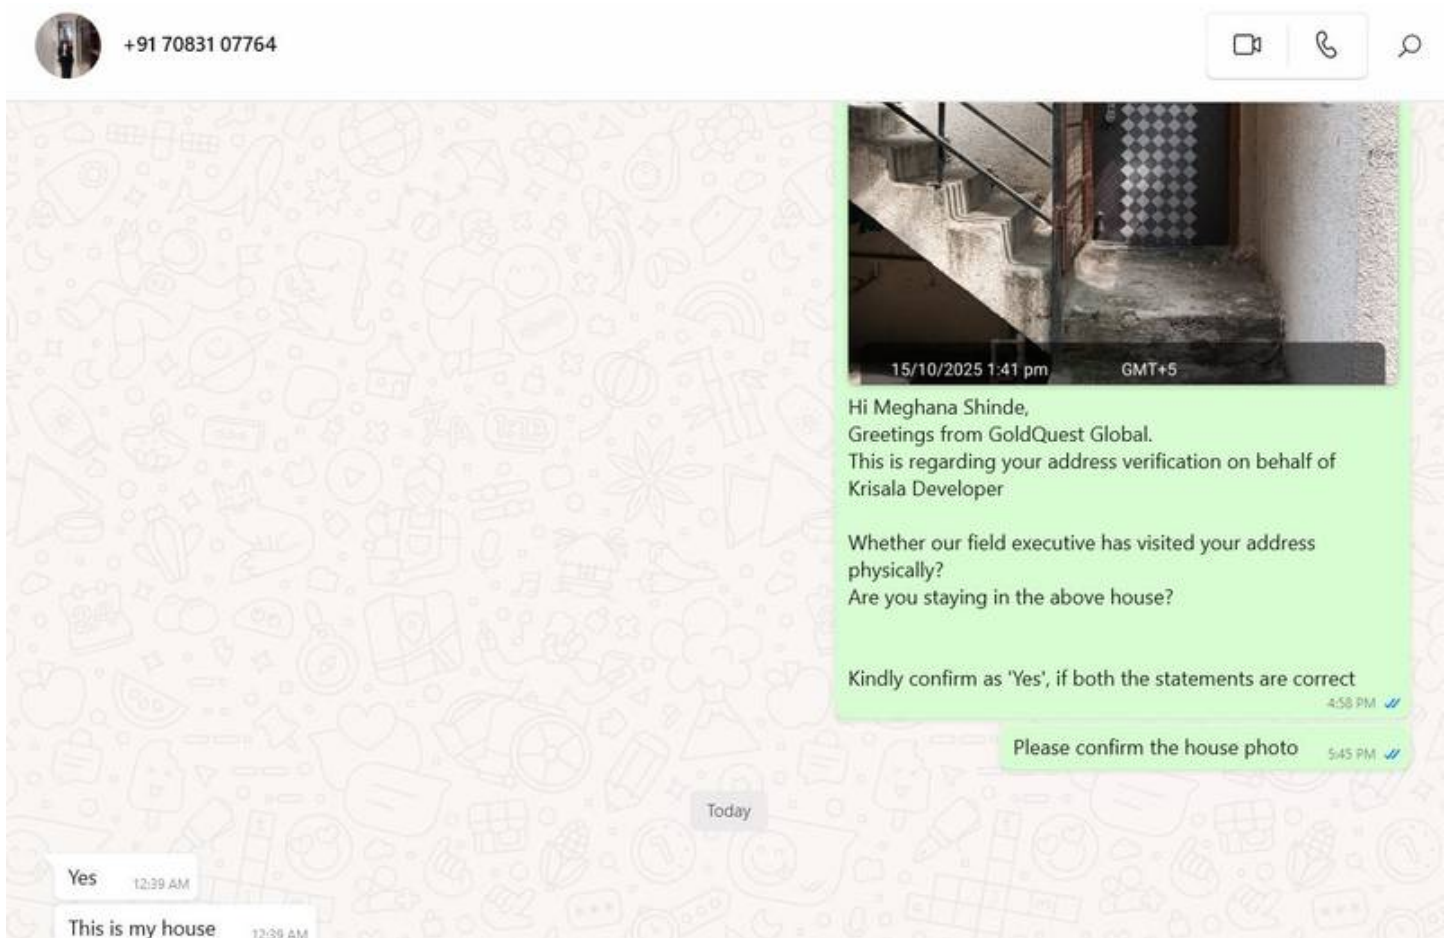 +91 70831 07764
15/10/2025 1:41 pm GMT+5
Hi Meghana Shinde,
Greetings from GoldQuest Global.
This is regarding your address verification on behalf of
Krisala Developer
Whether our field executive has visited your address
physically?
Are you staying in the above house?
Kindly confirm as 'Yes', if both the statements are correct
4:58 PM
Please confirm the house photo 5:45 PM
Today
Yes 12:39 AM
This is my house 12:39 AM